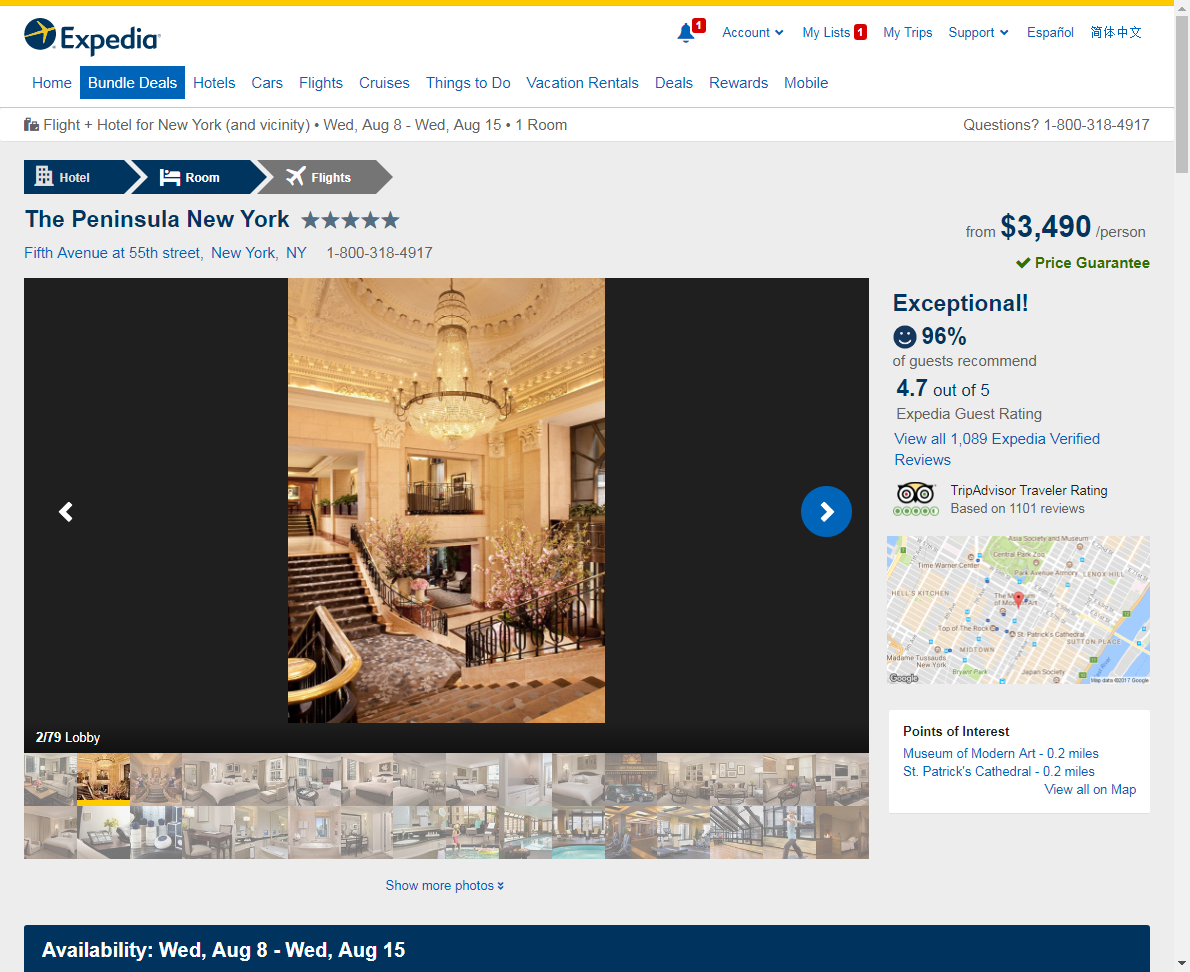 Expedia
1
Account
My Lists 1
My Trips
Support
Español
简体中文
Home
Bundle Deals
Hotels
Cars
Flights
Cruises
Things to Do
Vacation Rentals
Deals
Rewards
Mobile
Flight + Hotel for New York (and vicinity) • Wed, Aug 8 - Wed, Aug 15 • 1 Room
Questions? 1-800-318-4917
Hotel
Room
Flights
The Peninsula New York
from $3,490 /person
Fifth Avenue at 55th street, New York, NY 1-800-318-4917
Price Guarantee
Exceptional!
96%
of guests recommend
4.7 out of 5
Expedia Guest Rating
View all 1,089 Expedia Verified
Reviews
TripAdvisor Traveler Rating
Based on 1101 reviews
Asia Society and Museum
Central Park Zoo
Time Warner Center
Park Avenue Armory
LENOX HILL
HELL'S KITCHEN
The Museum
of Modern Art
Top of The Rock
St. Patrick's Cathedral
SUTTON PLACE
MIDTOWN
Madame Tussauds
New York
Bryant Park
Japan Society
Google
Map data ©2017 Google
2/79 Lobby
Points of Interest
Museum of Modern Art - 0.2 miles
St. Patrick's Cathedral - 0.2 miles
View all on Map
Show more photos
Availability: Wed, Aug 8 - Wed, Aug 15